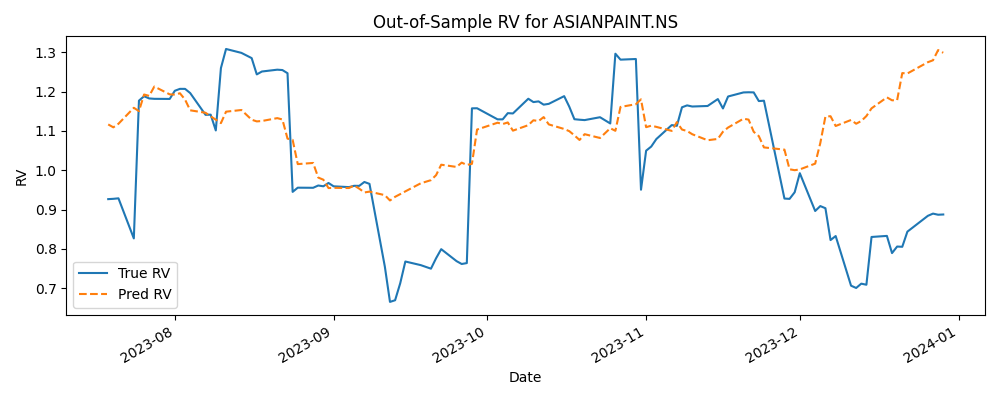 Out-of-Sample RV for ASIANPAINT.NS
RV
1.3
1.2
1.1
1.0
0.9
0.8
0.7
True RV
Pred RV
2023-08
2023-09
2023-10
2023-11
2023-12
2024-01
Date